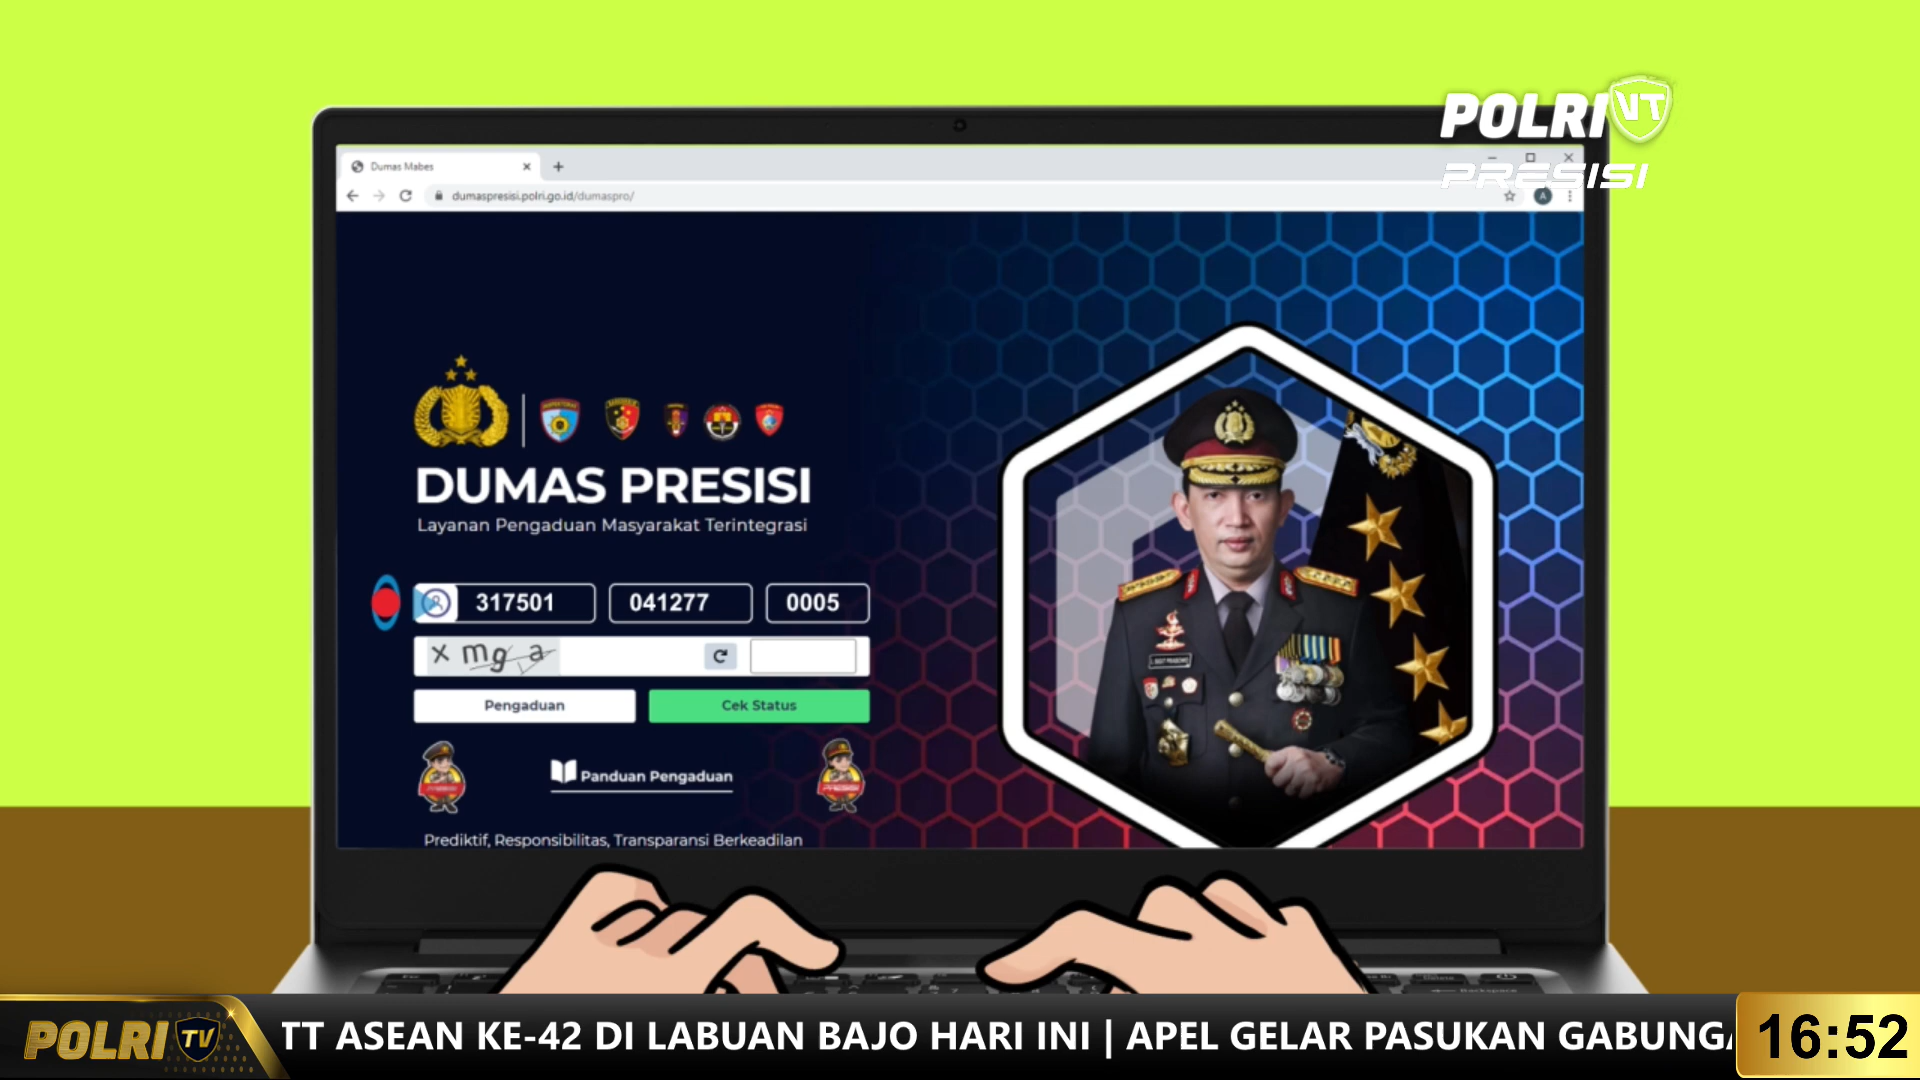 POLRI TV
PRESISI
Dumas Mabes
dumaspresisi.polri.go.id/dumaspro/
A
DUMAS PRESISI
Layanan Pengaduan Masyarakat Terintegrasi
317501 041277 0005
x m g a
Pengaduan Cek Status
Panduan Pengaduan
Prediktif, Responsibilitas, Transparansi Berkeadilan
POLRI TV
TT ASEAN KE-42 DI LABUAN BAJO HARI INI | APEL GELAR PASUKAN GABUNGA
16:52